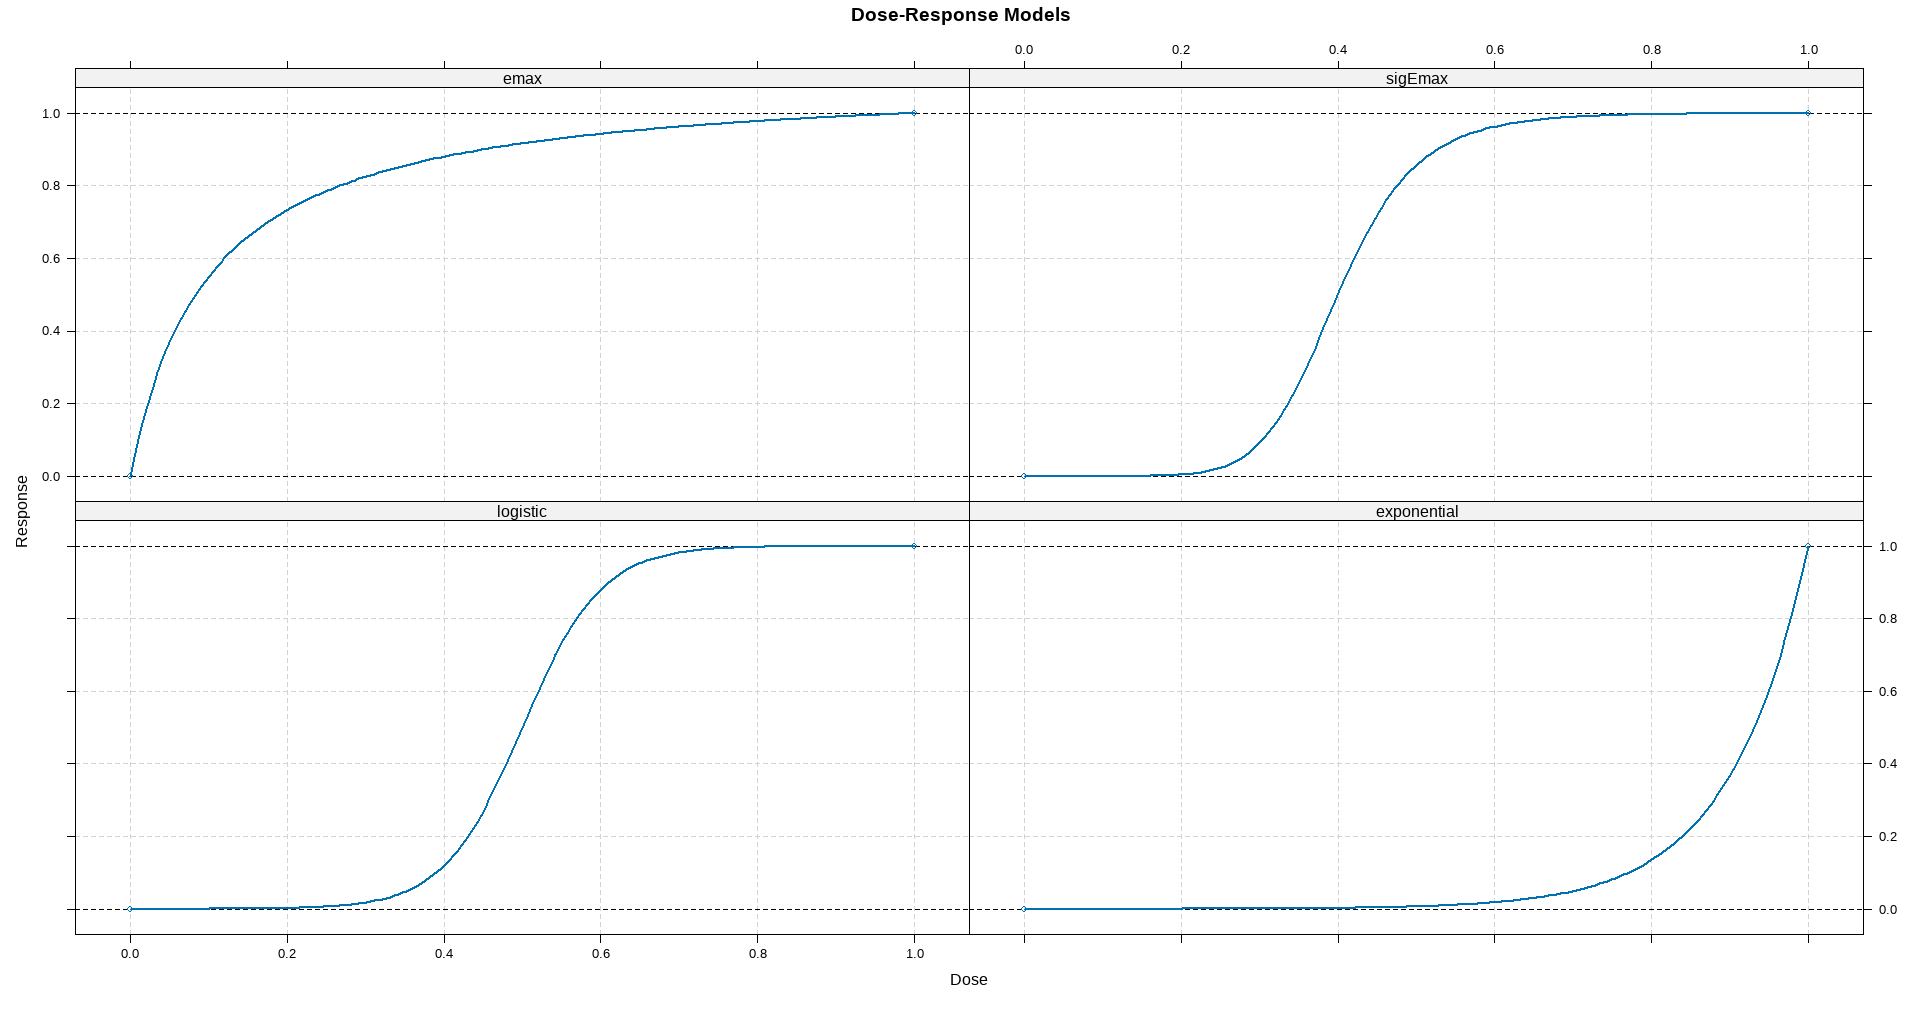 Dose-Response Models
0.0 0.2 0.4 0.6 0.8 1.0
emax sigEmax
1.0
0.8
0.6
0.4
0.2
0.0
Response
logistic exponential
1.0
0.8
0.6
0.4
0.2
0.0
0.0 0.2 0.4 0.6 0.8 1.0
Dose